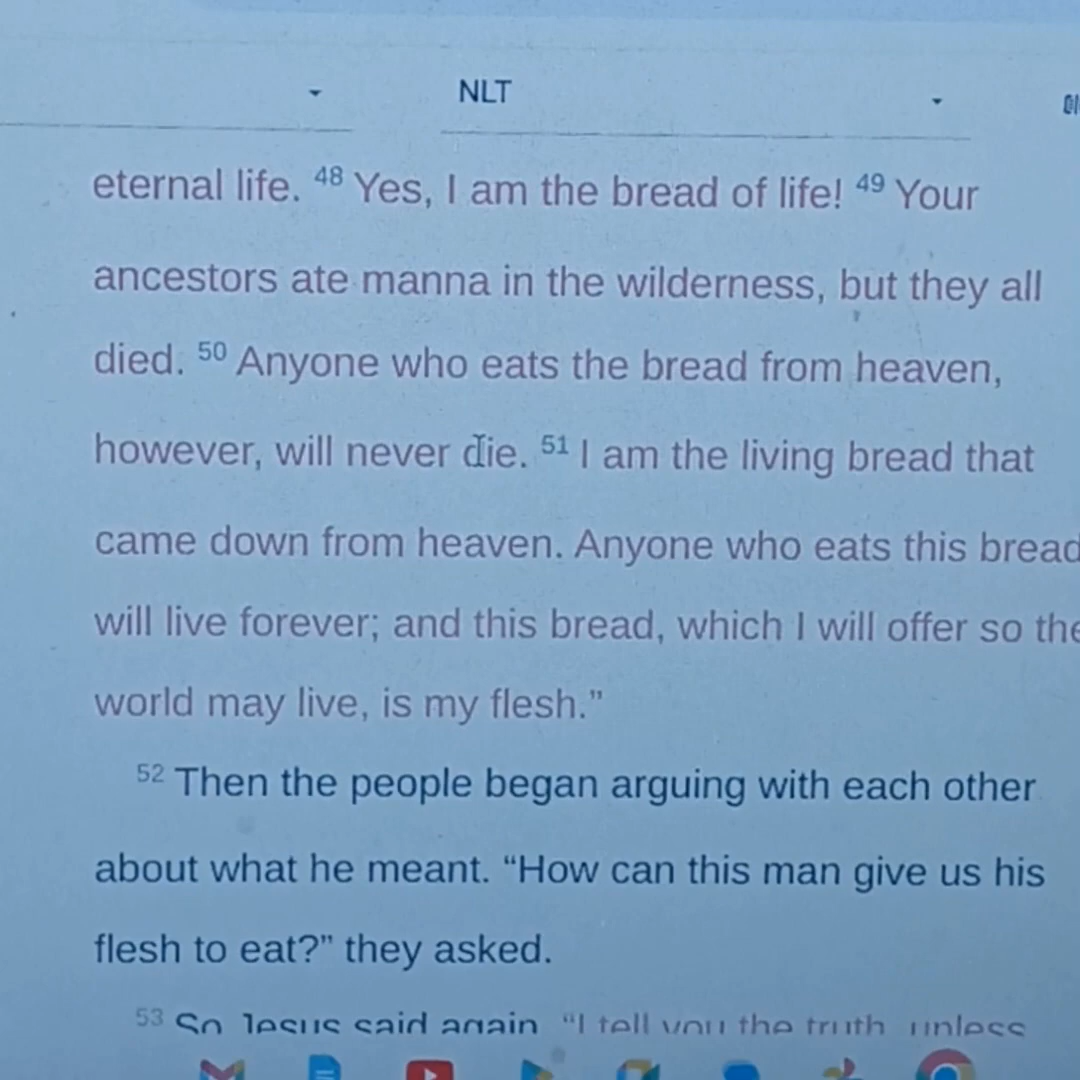 NLT
eternal life. 48 Yes, I am the bread of life! 49 Your
ancestors ate manna in the wilderness, but they all
died. 50 Anyone who eats the bread from heaven,
however, will never die. 51 I am the living bread that
came down from heaven. Anyone who eats this bread
will live forever; and this bread, which I will offer so the
world may live, is my flesh.”
52 Then the people began arguing with each other
about what he meant. “How can this man give us his
flesh to eat?” they asked.
53 So Jesus said again “I tell you the truth unless